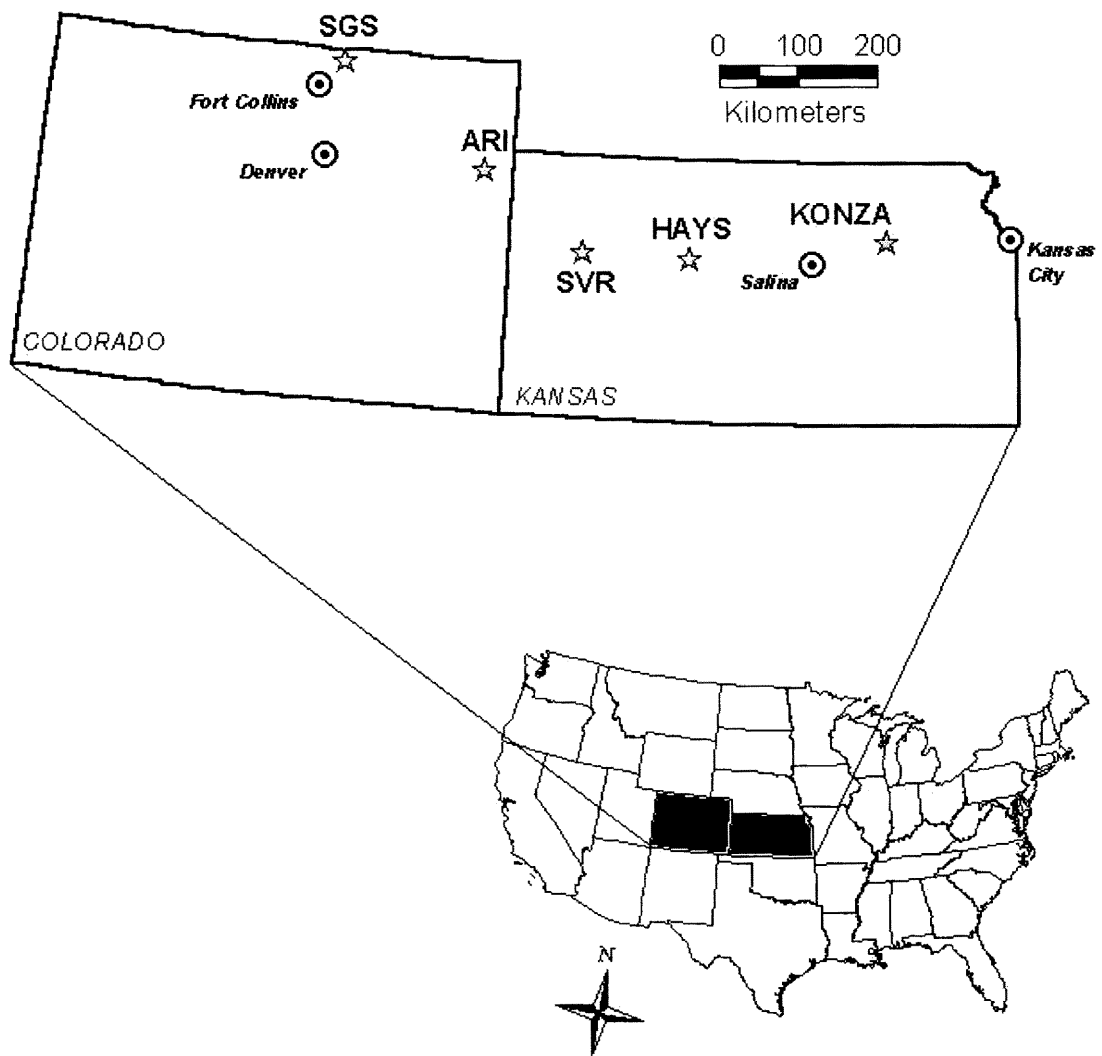 SGS
0 100 200
Kilometers
Fort Collins
ARI
Denver
KONZA
HAYS
Kansas
City
SVR
Salina
COLORADO
KANSAS
N